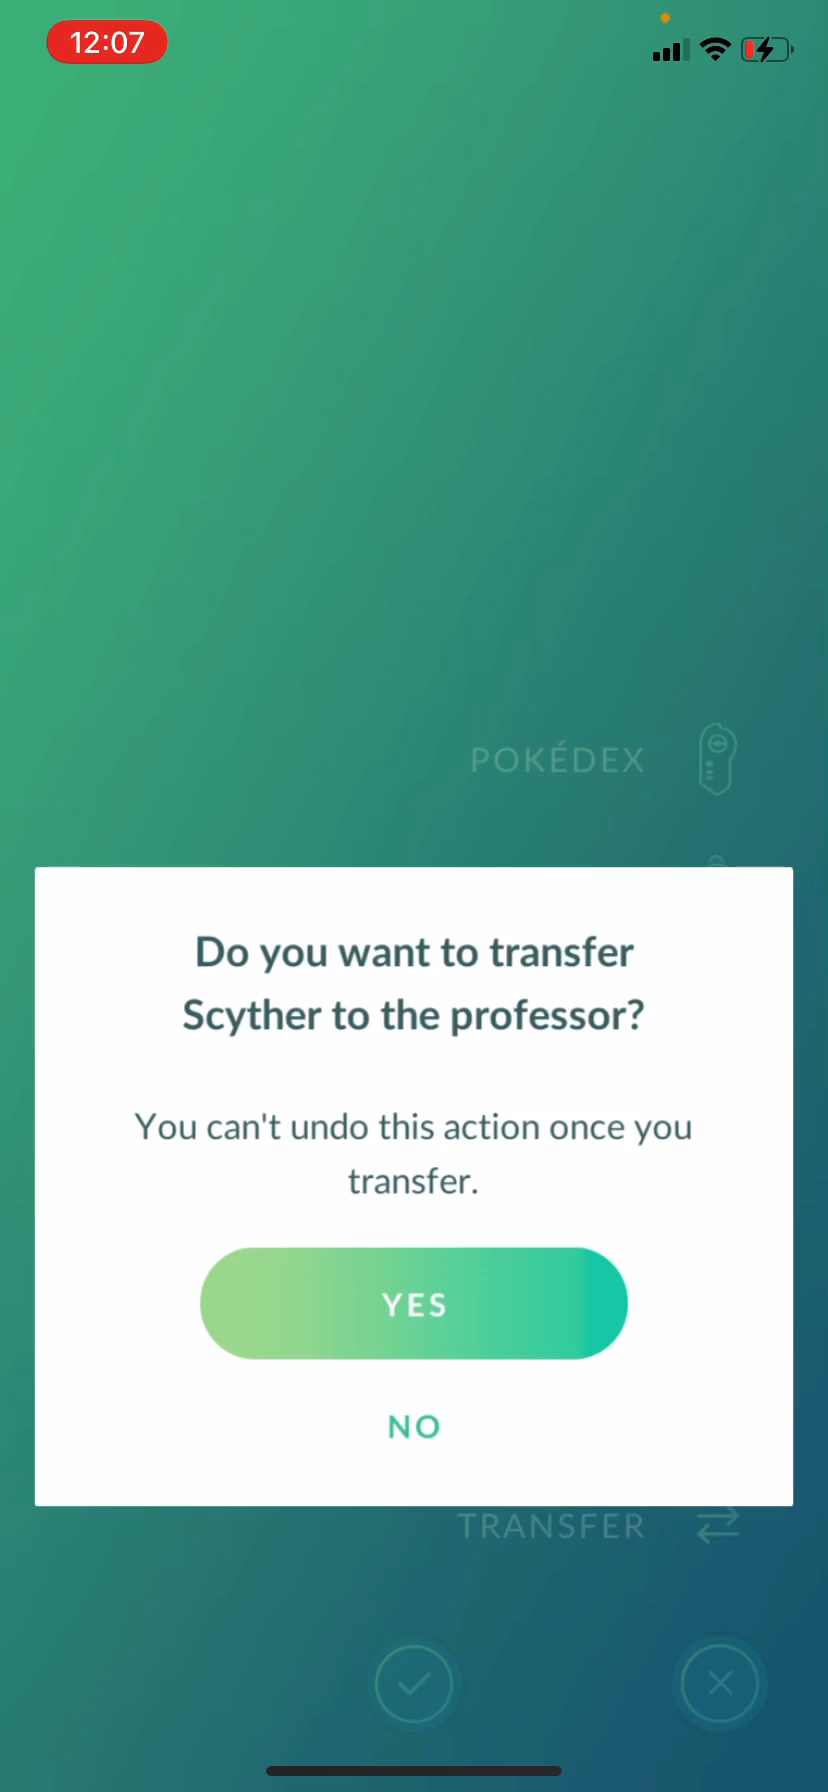 12:07
POKÉDEX
Do you want to transfer
Scyther to the professor?
You can't undo this action once you
transfer.
YES
NO
TRANSFER